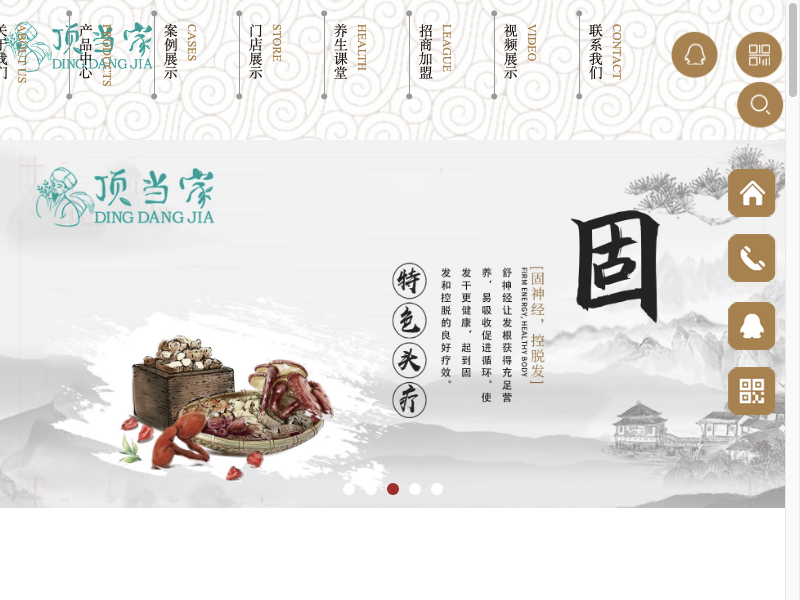 关于我们
ABOUT US
产品中心
PRODUCTS
案例展示
CASES
门店展示
STORE
养生课堂
HEALTH
招商加盟
LEAGUE
视频展示
VIDEO
联系我们
CONTACT
顶当家
DING DANG JIA
顶当家
DING DANG JIA
固
[固神经，控脱发]
FIRM ENERGY, HEALTHY BODY
舒神经让发根获得充足营
养，易吸收促进循环。使
发干更健康，起到固
发和控脱的良好疗效。
特色头疗